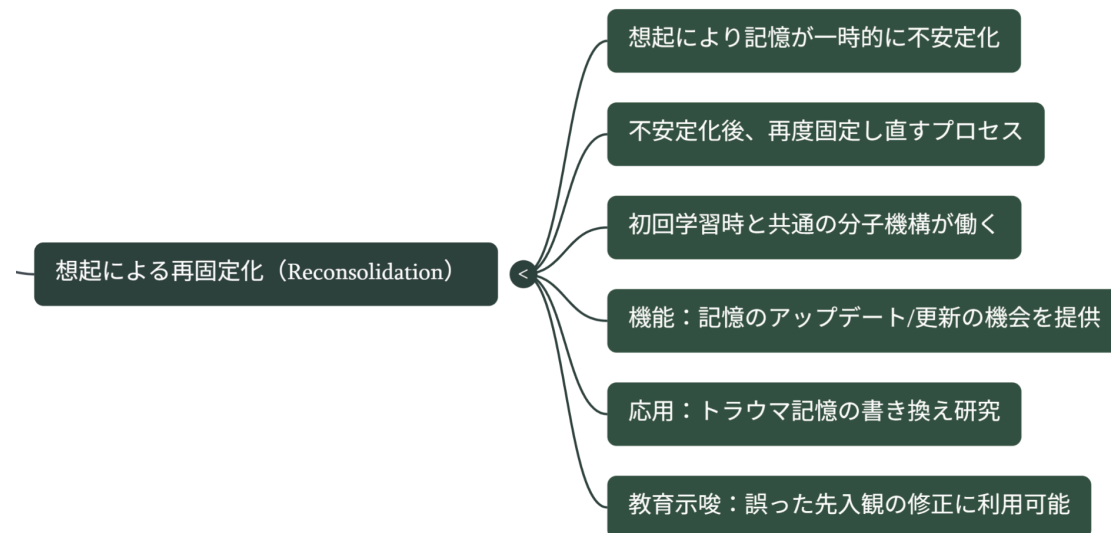 想起により記憶が一時的に不安定化
不安定化後、再度固定し直すプロセス
初回学習時と共通の分子機構が働く
想起による再固定化（Reconsolidation）
<
機能：記憶のアップデート/更新の機会を提供
応用：トラウマ記憶の書き換え研究
教育示唆：誤った先入観の修正に利用可能